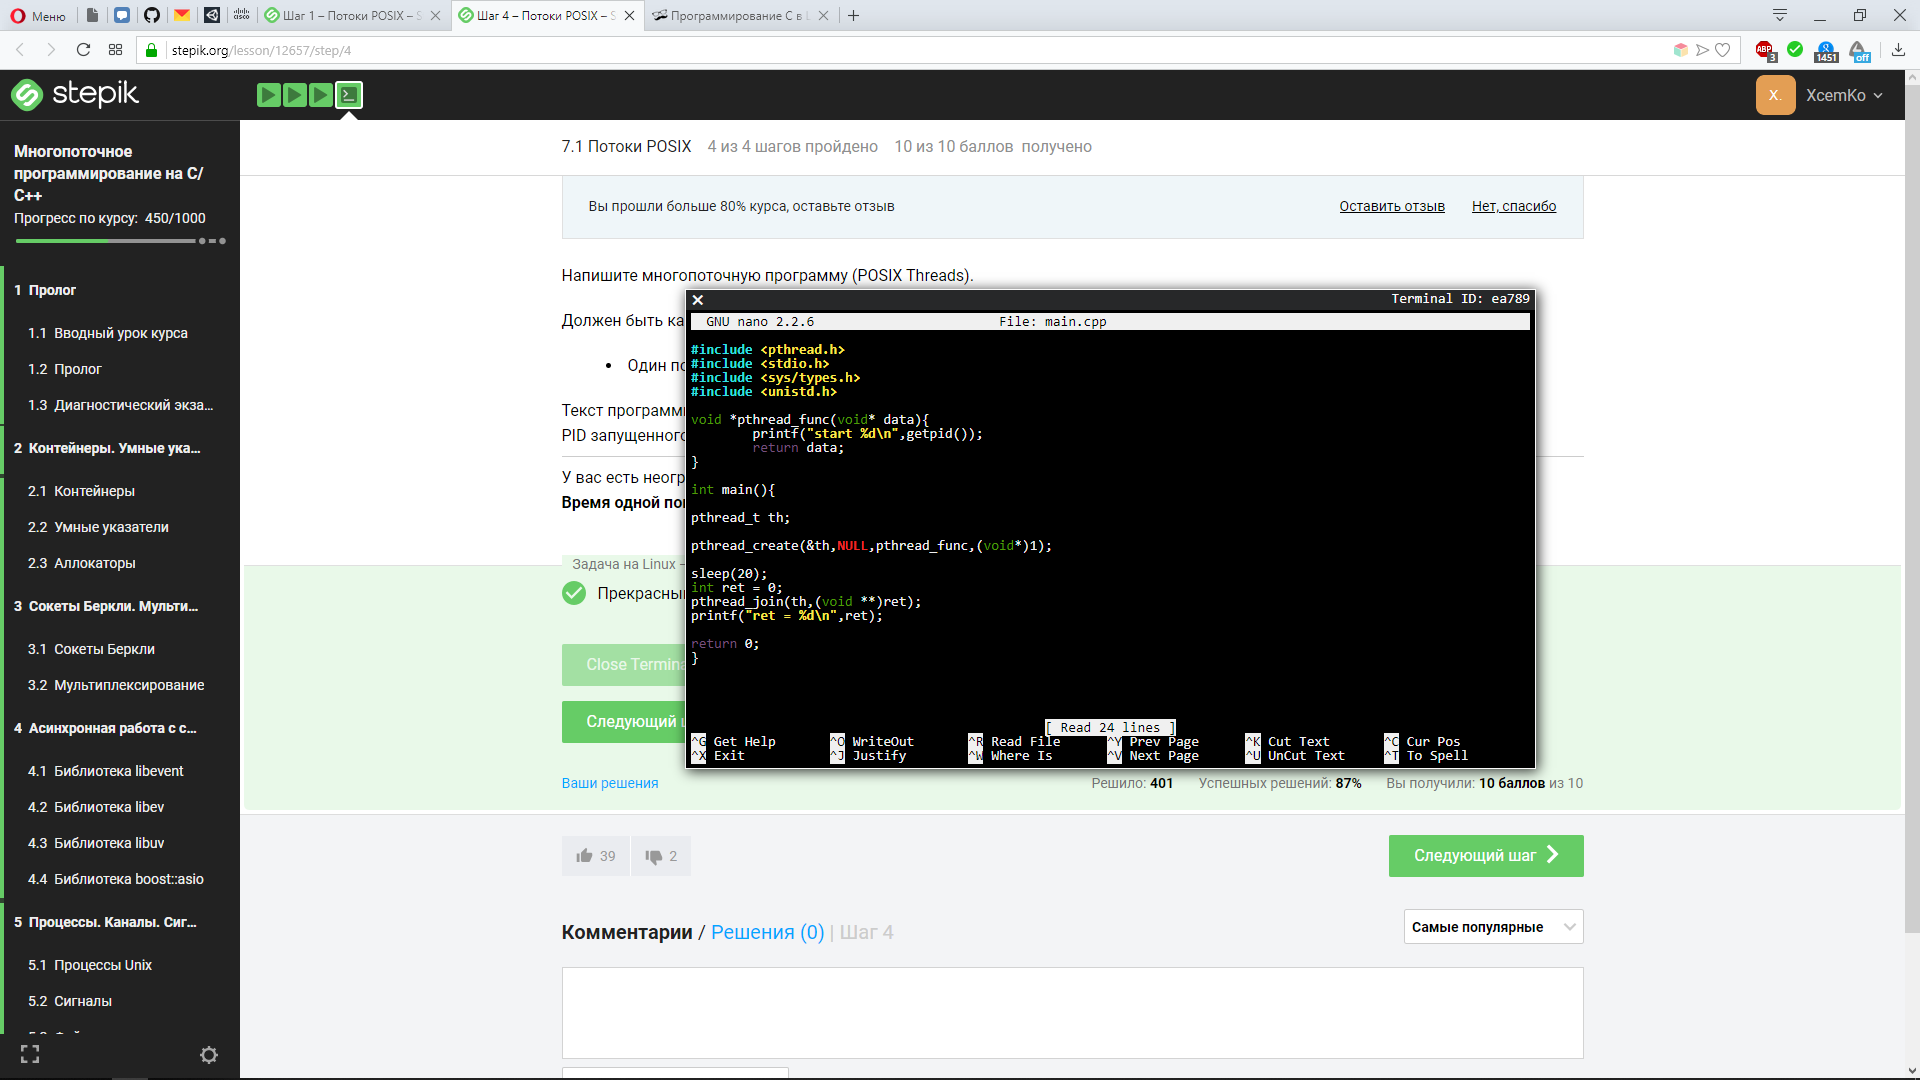 Меню
Шаг 1 – Потоки POSIX – S
Шаг 4 – Потоки POSIX – S
Программирование C в L
stepik.org/lesson/12657/step/4
ABP
3
1451
off
stepik
X.
XcemKo
Многопоточное
программирование на C/
C++
Прогресс по курсу: 450/1000
1 Пролог
1.1 Вводный урок курса
1.2 Пролог
1.3 Диагностический экза...
2 Контейнеры. Умные ука...
2.1 Контейнеры
2.2 Умные указатели
2.3 Аллокаторы
3 Сокеты Беркли. Мульти...
3.1 Сокеты Беркли
3.2 Мультиплексирование
4 Асинхронная работа с с...
4.1 Библиотека libevent
4.2 Библиотека libev
4.3 Библиотека libuv
4.4 Библиотека boost::asio
5 Процессы. Каналы. Сиг...
5.1 Процессы Unix
5.2 Сигналы
7.1 Потоки POSIX 4 из 4 шагов пройдено 10 из 10 баллов получено
Вы прошли больше 80% курса, оставьте отзыв
Оставить отзыв
Нет, спасибо
Напишите многопоточную программу (POSIX Threads).
Должен быть ка
• Один по
Текст программ
PID запущенного
У вас есть неогр
Время одной поп
Задача на Linux –
Прекрасны
Close Termina
Следующий ш
Terminal ID: ea789
GNU nano 2.2.6 File: main.cpp
#include <pthread.h>
#include <stdio.h>
#include <sys/types.h>
#include <unistd.h>
void *pthread_func(void* data){
printf("start %d\n",getpid());
return data;
}
int main(){
pthread_t th;
pthread_create(&th,NULL,pthread_func,(void*)1);
sleep(20);
int ret = 0;
pthread_join(th,(void **)ret);
printf("ret = %d\n",ret);
return 0;
}
[ Read 24 lines ]
^G Get Help ^O WriteOut ^R Read File ^Y Prev Page ^K Cut Text ^C Cur Pos
^X Exit ^J Justify ^W Where Is ^V Next Page ^U UnCut Text ^T To Spell
Ваши решения
Решило: 401 Успешных решений: 87% Вы получили: 10 баллов из 10
39
2
Следующий шаг
Комментарии / Решения (0) | Шаг 4
Самые популярные